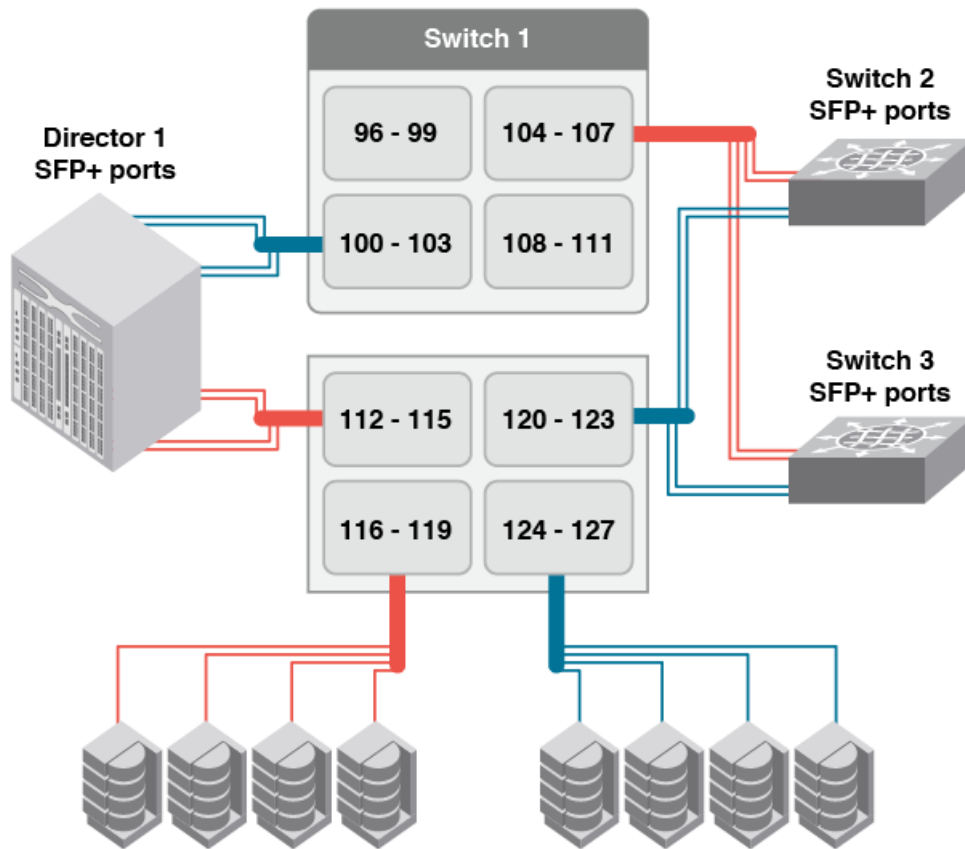 Switch 1
Director 1
SFP+ ports
96 - 99
104 - 107
100 - 103
108 - 111
Switch 2
SFP+ ports
112 - 115
120 - 123
116 - 119
124 - 127
Switch 3
SFP+ ports